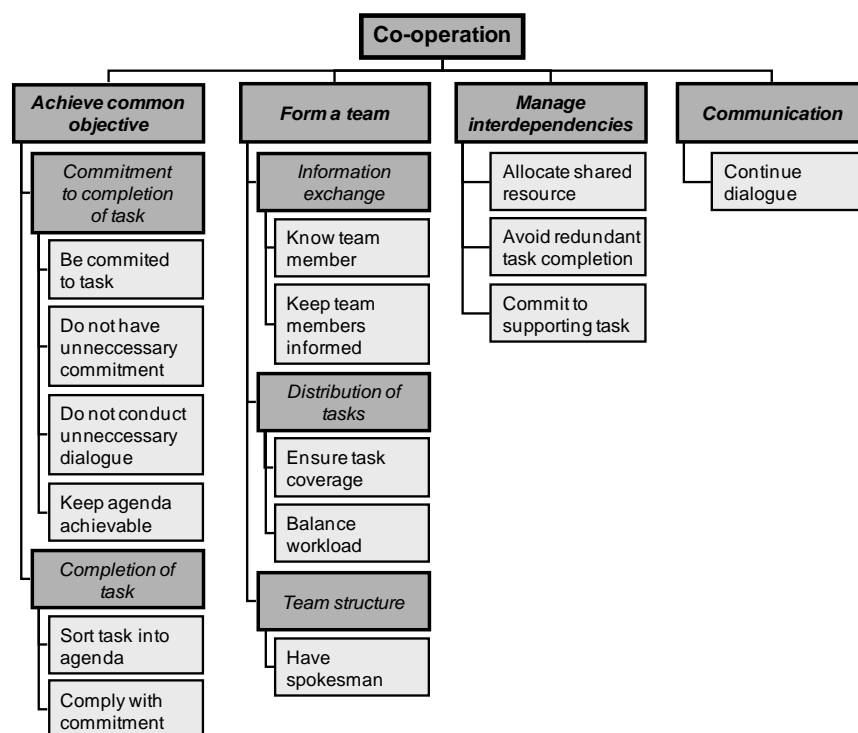 Co-operation
Achieve common
objective
Commitment
to completion
of task
Be commited
to task
Do not have
unneccessary
commitment
Do not conduct
unneccessary
dialogue
Keep agenda
achievable
Completion of
task
Sort task into
agenda
Comply with
commitment
Form a team
Information
exchange
Know team
member
Keep team
members
informed
Distribution of
tasks
Ensure task
coverage
Balance
workload
Team structure
Have
spokesman
Manage
interdependencies
Allocate shared
resource
Avoid redundant
task completion
Commit to
supporting task
Communication
Continue
dialogue